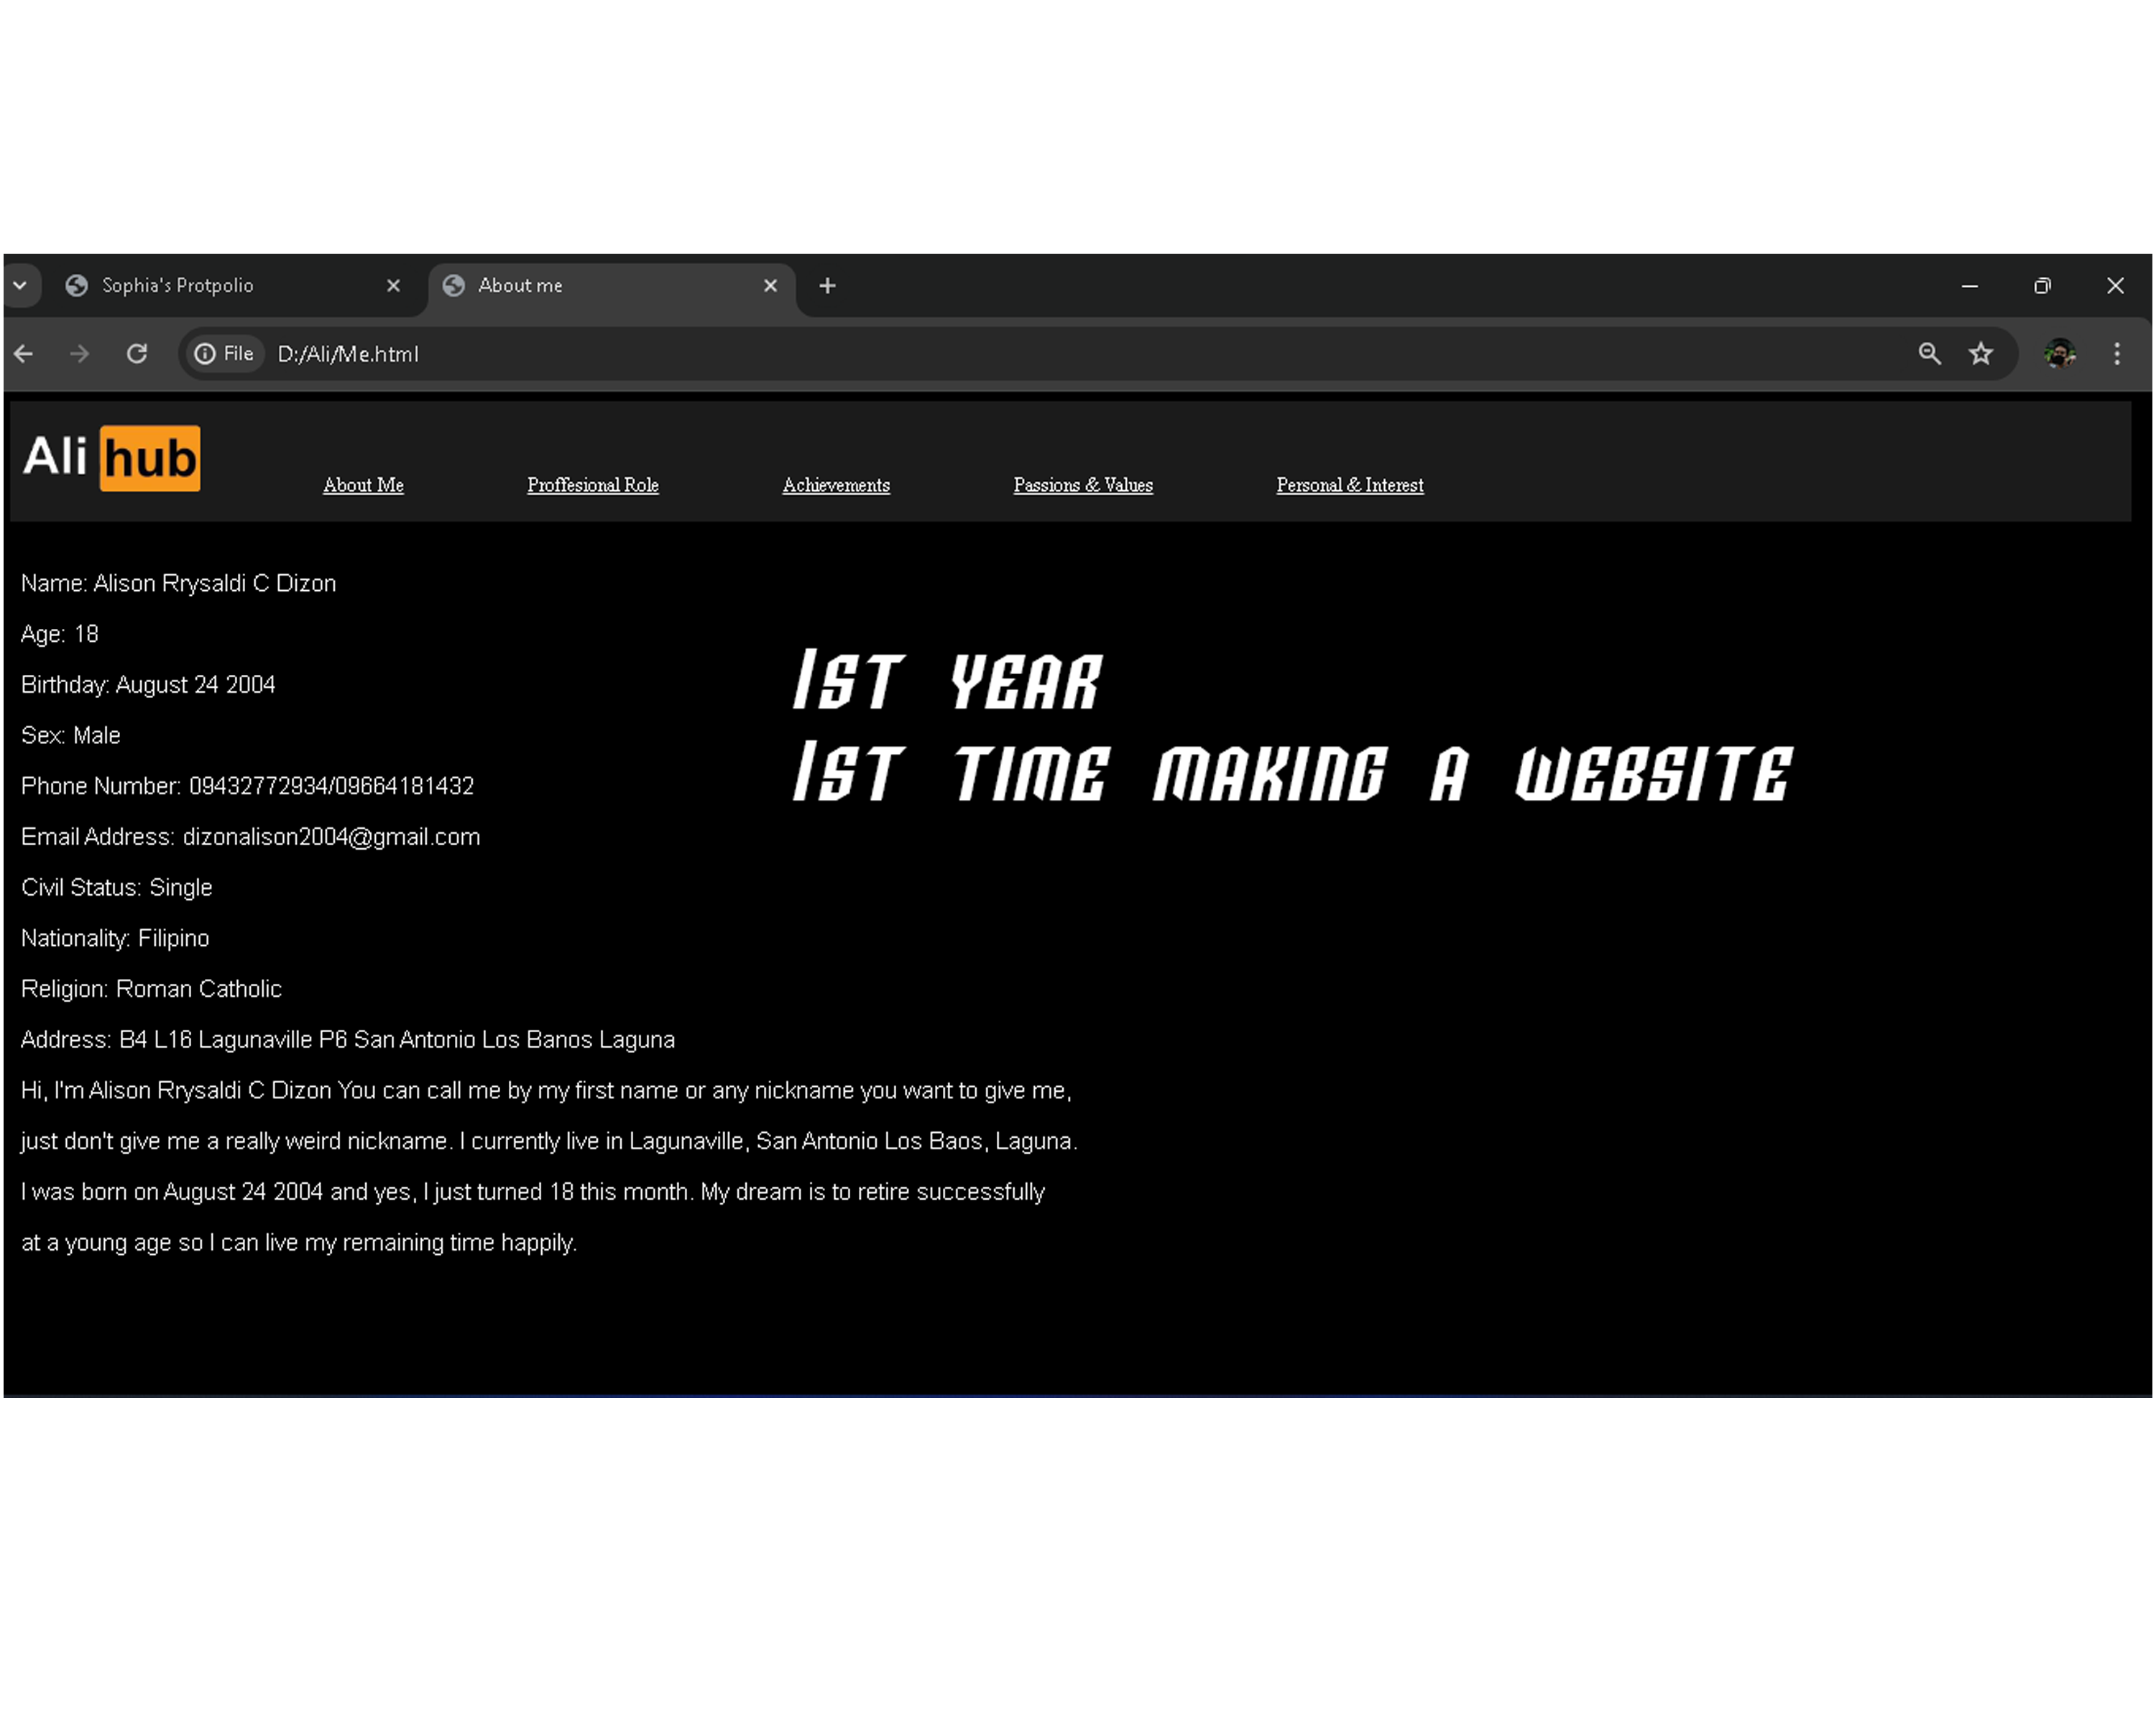 Sophia's Protpolio
About me
File D:/Ali/Me.html
Ali hub
About Me Proffesional Role Achievements Passions & Values Personal & Interest
Name: Alison Rrysaldi C Dizon
Age: 18
Birthday: August 24 2004
Sex: Male
Phone Number: 09432772934/09664181432
Email Address: dizonalison2004@gmail.com
Civil Status: Single
Nationality: Filipino
Religion: Roman Catholic
Address: B4 L16 Lagunaville P6 San Antonio Los Banos Laguna
Hi, I'm Alison Rrysaldi C Dizon You can call me by my first name or any nickname you want to give me,
just don't give me a really weird nickname. I currently live in Lagunaville, San Antonio Los Baos, Laguna.
I was born on August 24 2004 and yes, I just turned 18 this month. My dream is to retire successfully
at a young age so I can live my remaining time happily.
1st year
1st time making a website